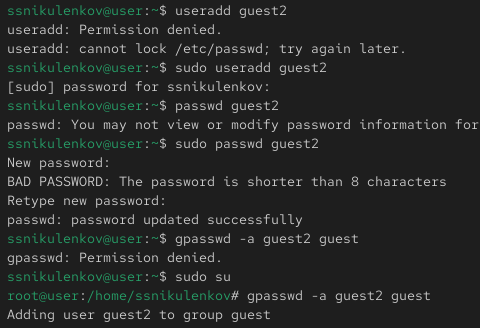 ssnikulenkov@user:~$ useradd guest2
useradd: Permission denied.
useradd: cannot lock /etc/passwd; try again later.
ssnikulenkov@user:~$ sudo useradd guest2
[sudo] password for ssnikulenkov:
ssnikulenkov@user:~$ passwd guest2
passwd: You may not view or modify password information for
ssnikulenkov@user:~$ sudo passwd guest2
New password:
BAD PASSWORD: The password is shorter than 8 characters
Retype new password:
passwd: password updated successfully
ssnikulenkov@user:~$ gpasswd -a guest2 guest
gpasswd: Permission denied.
ssnikulenkov@user:~$ sudo su
root@user:/home/ssnikulenkov# gpasswd -a guest2 guest
Adding user guest2 to group guest